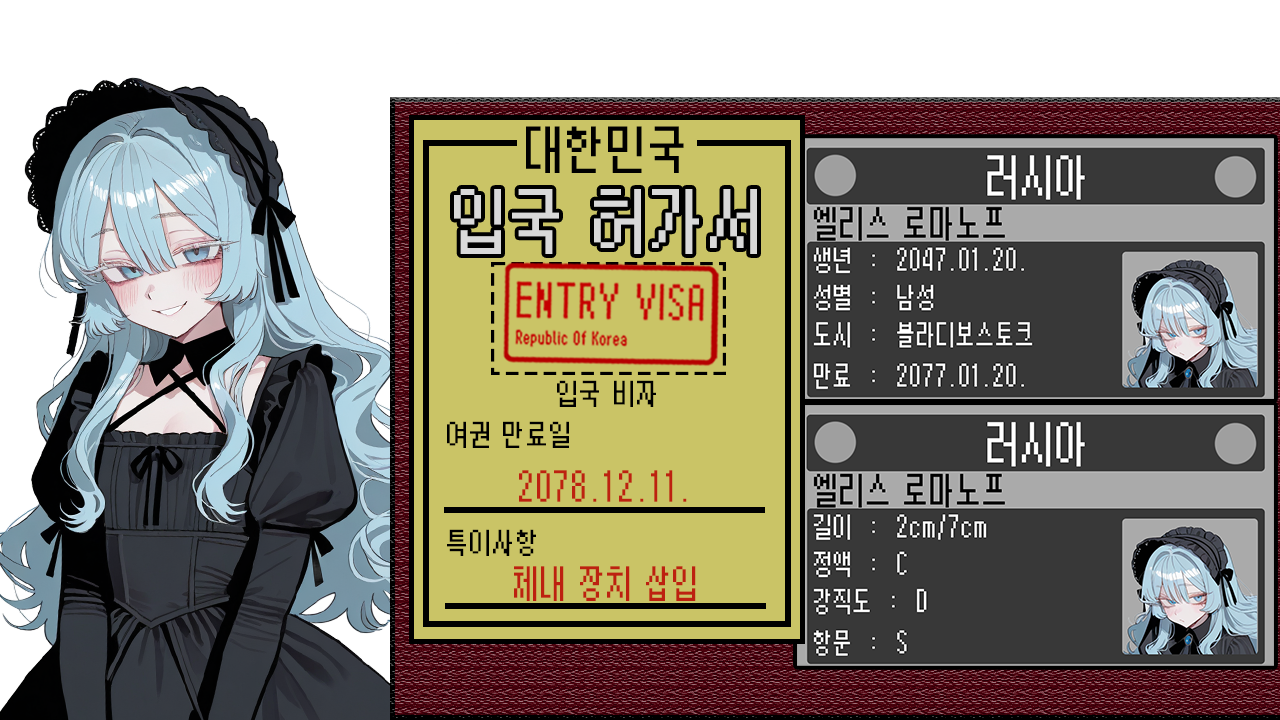 대한민국
입국 허가서
ENTRY VISA
Republic Of Korea
입국 비자
여권 만료일
2078.12.11.
특이사항
체내 장치 삽입
러시아
엘리스 로마노프
생년 : 2047.01.20.
성별 : 남성
도시 : 블라디보스토크
만료 : 2077.01.20.
러시아
엘리스 로마노프
길이 : 2cm/7cm
정액 : C
강직도 : D
항문 : S